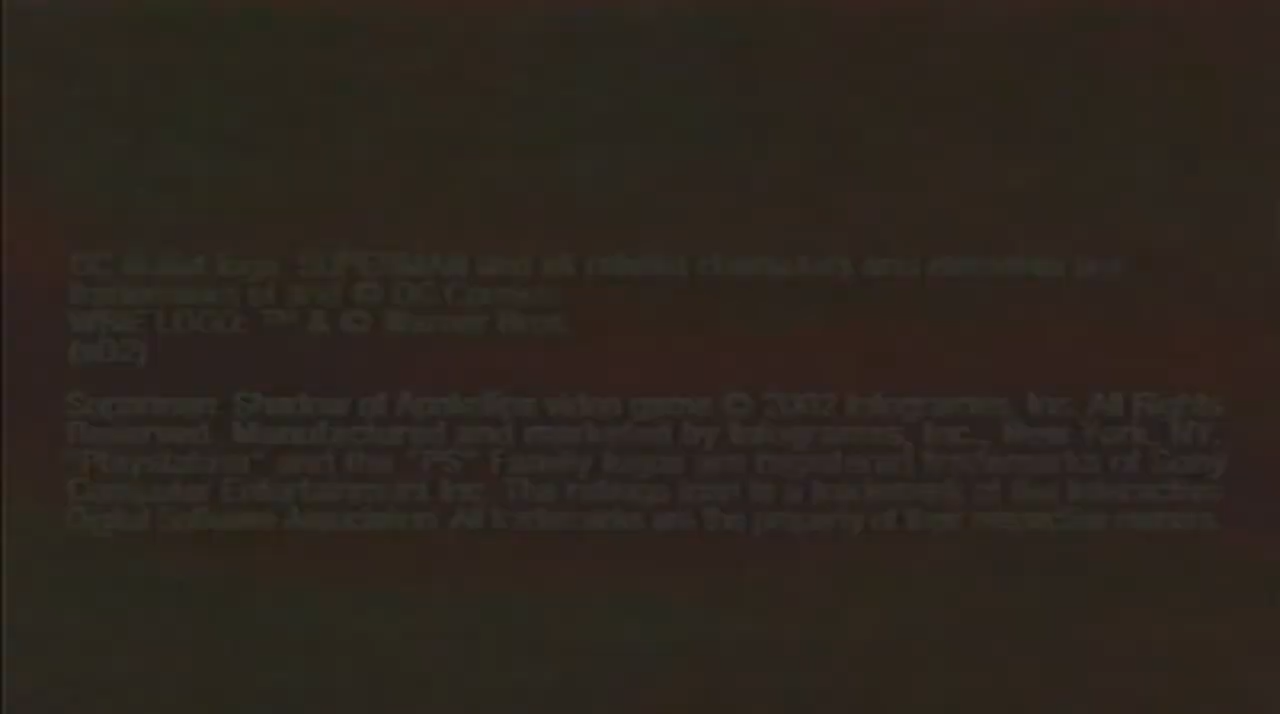 DC Bullet logo, SUPERMAN and all related characters and elements are
trademarks of and © DC Comics.
WBIE LOGO: ™ & © Warner Bros.
(s02)
Superman: Shadow of Apokolips video game © 2002 Infogrames, Inc. All Rights
Reserved. Manufactured and marketed by Infogrames, Inc., New York, NY.
"PlayStation" and the "PS" Family logos are registered trademarks of Sony
Computer Entertainment Inc. The ratings icon is a trademark of the Interactive
Digital Software Association. All trademarks are the property of their respective owners.